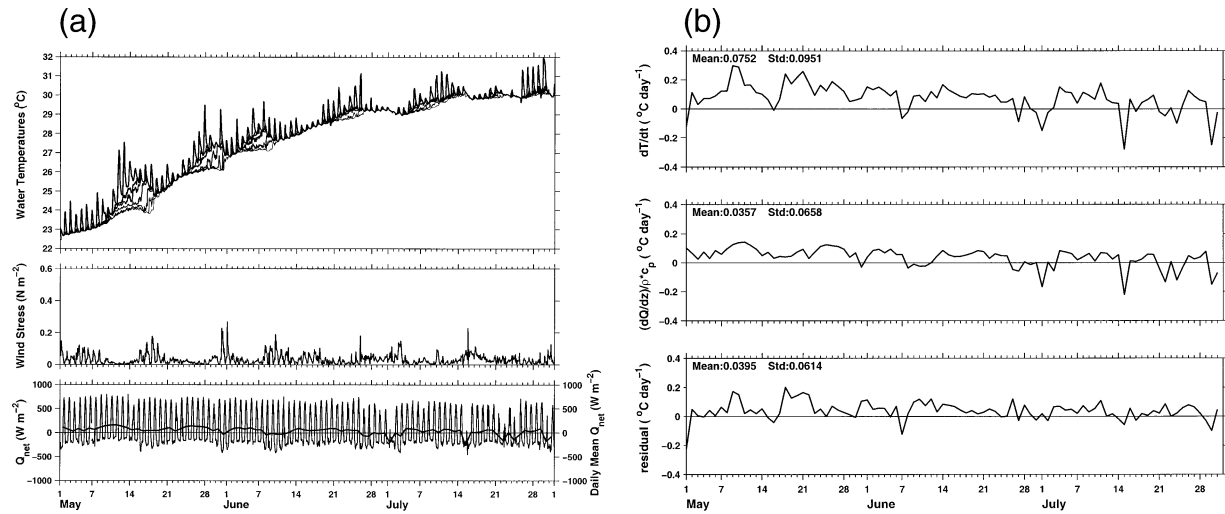 (a)
32
31
30
29
28
27
26
25
24
23
22
Water Temperatures (°C)
0.6
0.4
0.2
0
Wind Stress (N m−2)
1000
500
0
−500
−1000
Qnet (W m−2)
1000
500
0
−500
−1000
Daily Mean Qnet (W m−2)
1 7 14 21 28 1 7 14 21 28 1 7 14 21 28 1
May June July
(b)
Mean:0.0752 Std:0.0951
0.4
0.2
0
−0.2
−0.4
dT/dt ( °C day−1)
Mean:0.0357 Std:0.0658
0.4
0.2
0
−0.2
−0.4
(dQ/dz)/ρ*cp ( °C day−1)
Mean:0.0395 Std:0.0614
0.4
0.2
0
−0.2
−0.4
residual ( °C day−1)
1 7 14 21 28 1 7 14 21 28 1 7 14 21 28
May June July